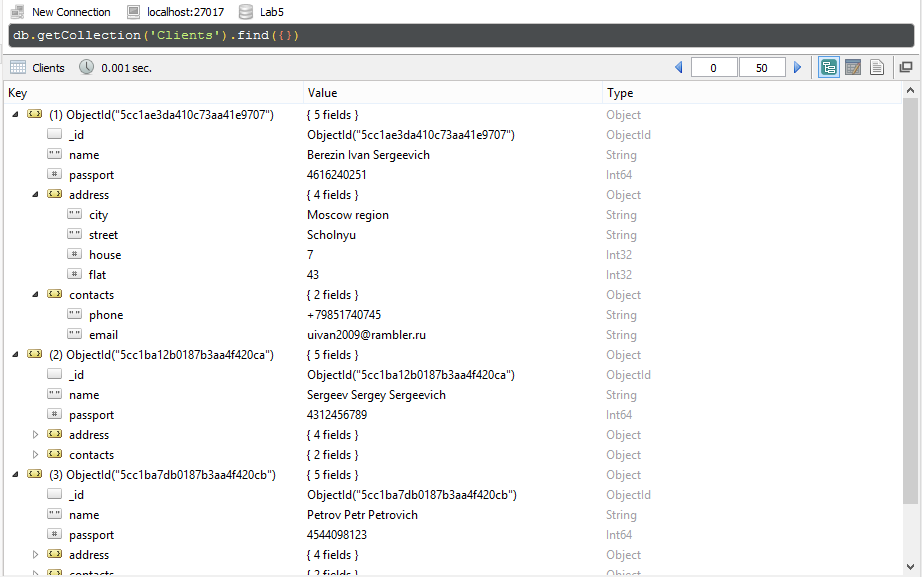 New Connection localhost:27017 Lab5
db.getCollection('Clients').find({})
Clients 0.001 sec. 0 50
Key Value Type
(1) ObjectId("5cc1ae3da410c73aa41e9707") { 5 fields } Object
_id ObjectId("5cc1ae3da410c73aa41e9707") ObjectId
name Berezin Ivan Sergeevich String
passport 4616240251 Int64
address { 4 fields } Object
city Moscow region String
street Scholnyu String
house 7 Int32
flat 43 Int32
contacts { 2 fields } Object
phone +79851740745 String
email uivan2009@rambler.ru String
(2) ObjectId("5cc1ba12b0187b3aa4f420ca") { 5 fields } Object
_id ObjectId("5cc1ba12b0187b3aa4f420ca") ObjectId
name Sergeev Sergey Sergeevich String
passport 4312456789 Int64
address { 4 fields } Object
contacts { 2 fields } Object
(3) ObjectId("5cc1ba7db0187b3aa4f420cb") { 5 fields } Object
_id ObjectId("5cc1ba7db0187b3aa4f420cb") ObjectId
name Petrov Petr Petrovich String
passport 4544098123 Int64
address { 4 fields } Object
contacts { 2 fields } Object